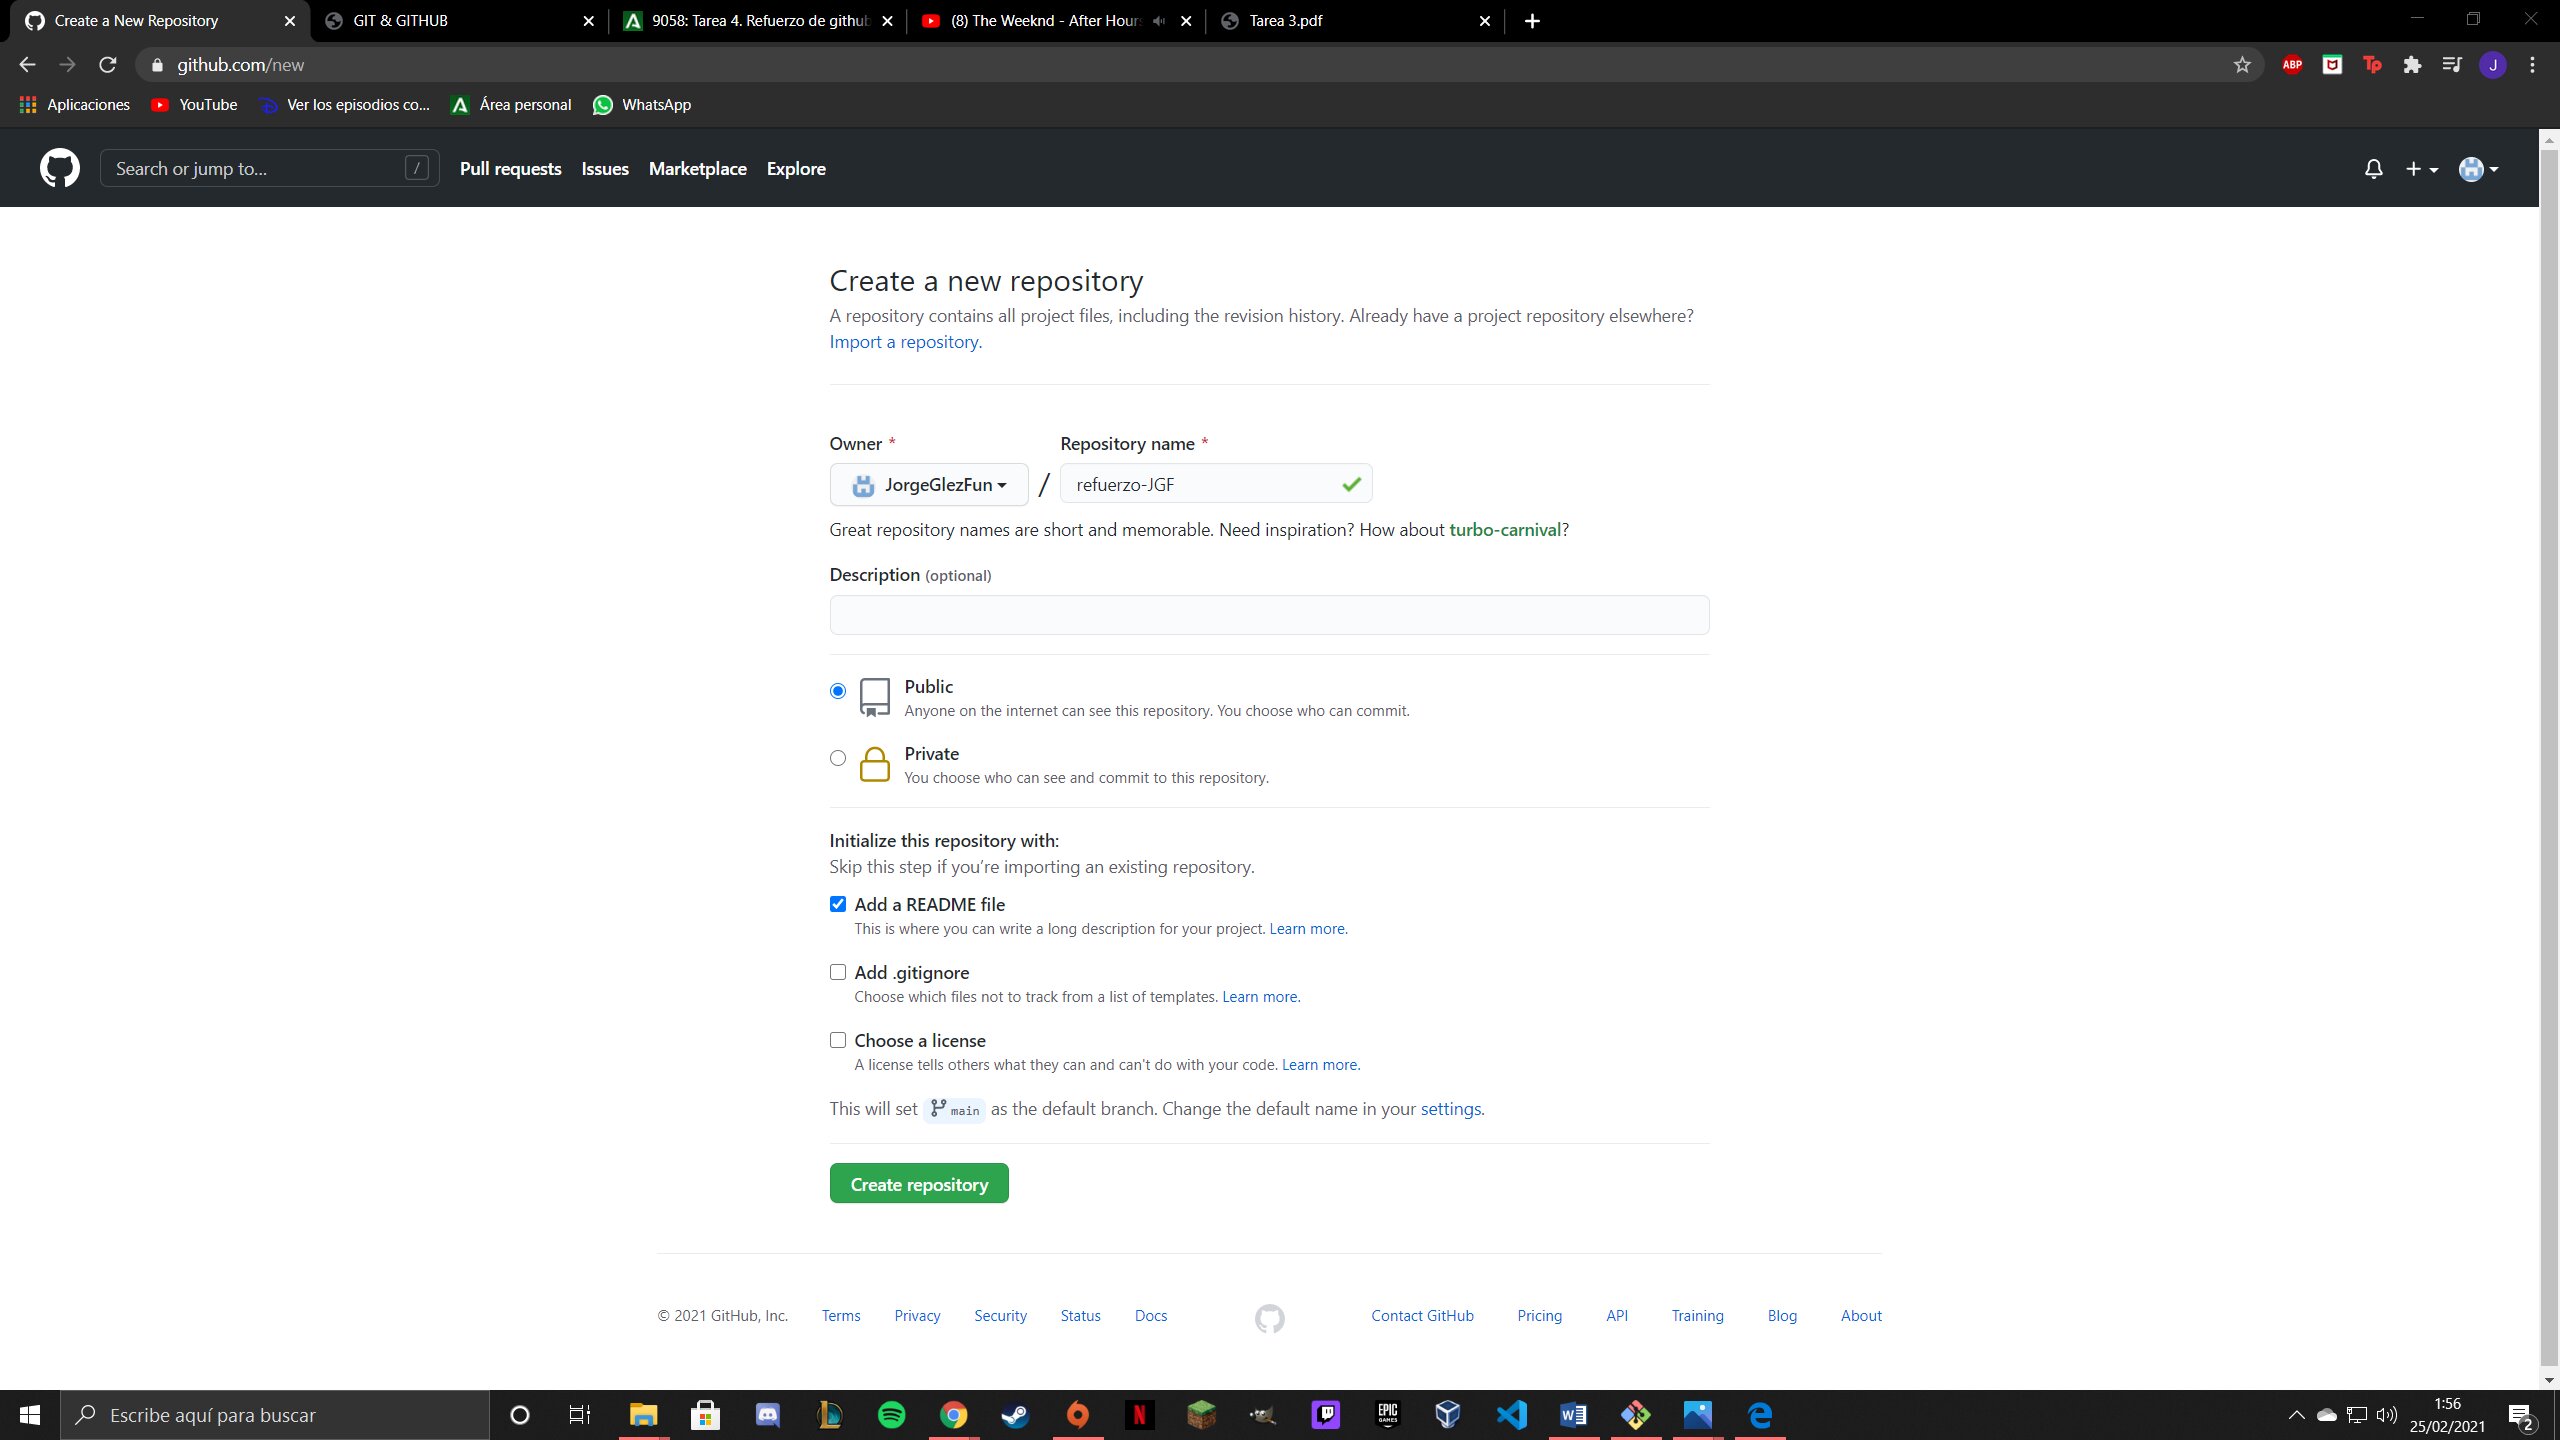 Create a New Repository
GIT & GITHUB
9058: Tarea 4. Refuerzo de github
(8) The Weeknd - After Hours
Tarea 3.pdf
github.com/new
ABP
Tp
J
Aplicaciones
YouTube
Ver los episodios co...
Área personal
WhatsApp
Search or jump to...
/
Pull requests
Issues
Marketplace
Explore
Create a new repository
A repository contains all project files, including the revision history. Already have a project repository elsewhere?
Import a repository.
Owner *
Repository name *
JorgeGlezFun
/
refuerzo-JGF
Great repository names are short and memorable. Need inspiration? How about turbo-carnival?
Description (optional)
Public
Anyone on the internet can see this repository. You choose who can commit.
Private
You choose who can see and commit to this repository.
Initialize this repository with:
Skip this step if you’re importing an existing repository.
Add a README file
This is where you can write a long description for your project. Learn more.
Add .gitignore
Choose which files not to track from a list of templates. Learn more.
Choose a license
A license tells others what they can and can't do with your code. Learn more.
This will set main as the default branch. Change the default name in your settings.
Create repository
© 2021 GitHub, Inc.
Terms
Privacy
Security
Status
Docs
Contact GitHub
Pricing
API
Training
Blog
About
Escribe aquí para buscar
N
EPIC
GAMES
1:56
25/02/2021
2